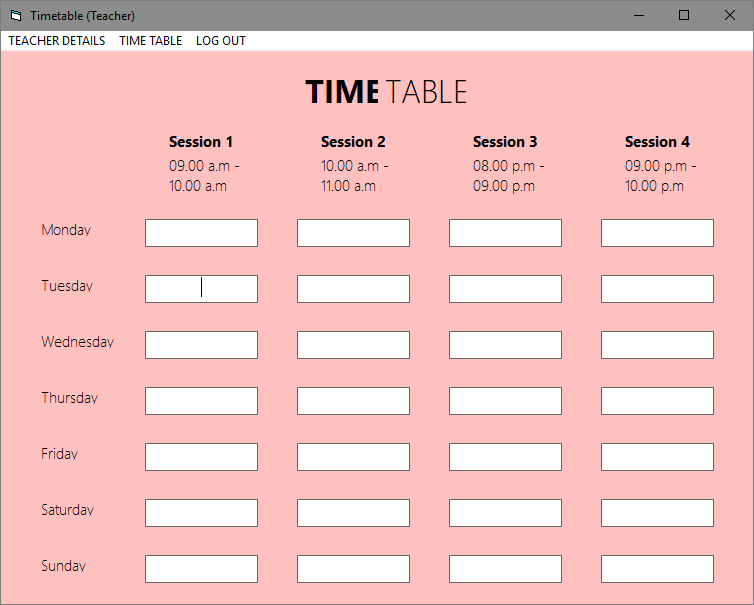 Timetable (Teacher)
TEACHER DETAILS TIME TABLE LOG OUT
TIME TABLE
Session 1 Session 2 Session 3 Session 4
09.00 a.m - 10.00 a.m - 08.00 p.m - 09.00 p.m -
10.00 a.m 11.00 a.m 09.00 p.m 10.00 p.m
Monday
Tuesday
Wednesday
Thursday
Friday
Saturday
Sunday